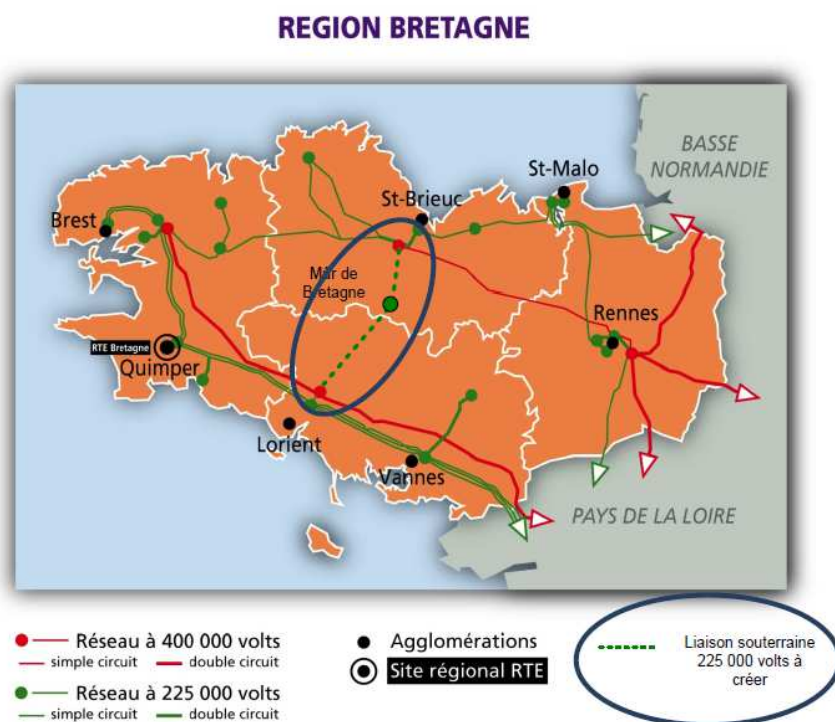 REGION BRETAGNE
BASSE
NORMANDIE
St-Malo
St-Brieuc
Brest
Mûr de
Bretagne
Rennes
RTE Bretagne
Quimper
Lorient
Vannes
PAYS DE LA LOIRE
Réseau à 400 000 volts
simple circuit double circuit
Réseau à 225 000 volts
simple circuit double circuit
Agglomérations
Site régional RTE
Liaison souterraine
225 000 volts à
créer